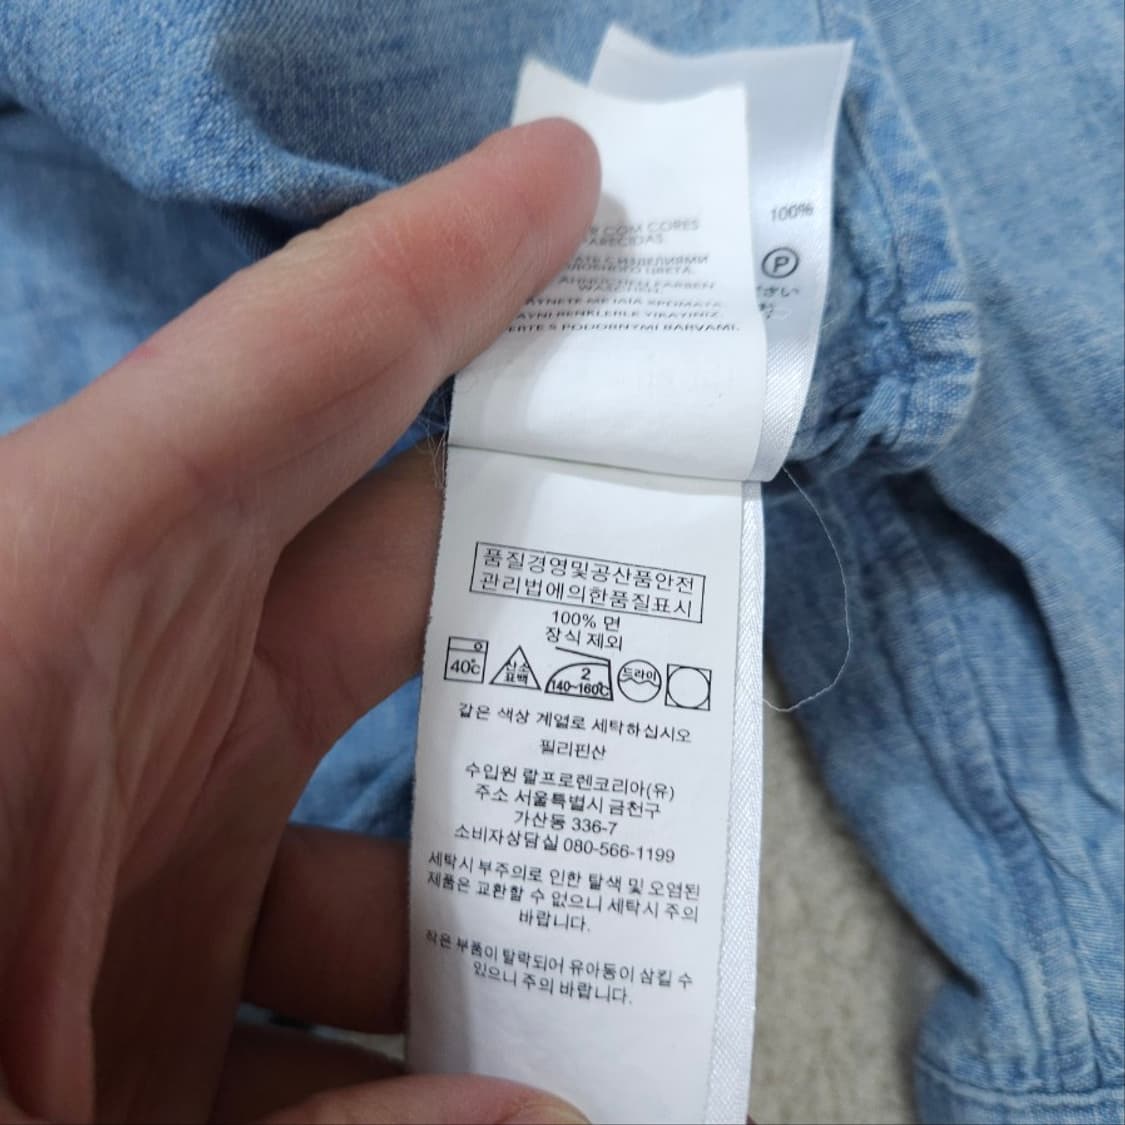 100%
P
COM CORES
WASCHEN.
품질경영및공산품안전
관리법에의한품질표시
100% 면
장식 제외
40℃ 산소 표백 2 140~160℃ 드라이
같은 색상 계열로 세탁하십시오
필리핀산
수입원 랄프로렌코리아(유)
주소 서울특별시 금천구
가산동 336-7
소비자상담실 080-566-1199
세탁시 부주의로 인한 탈색 및 오염된
제품은 교환할 수 없으니 세탁시 주의
바랍니다.
작은 부품이 탈락되어 유아동이 삼킬 수
있으니 주의 바랍니다.